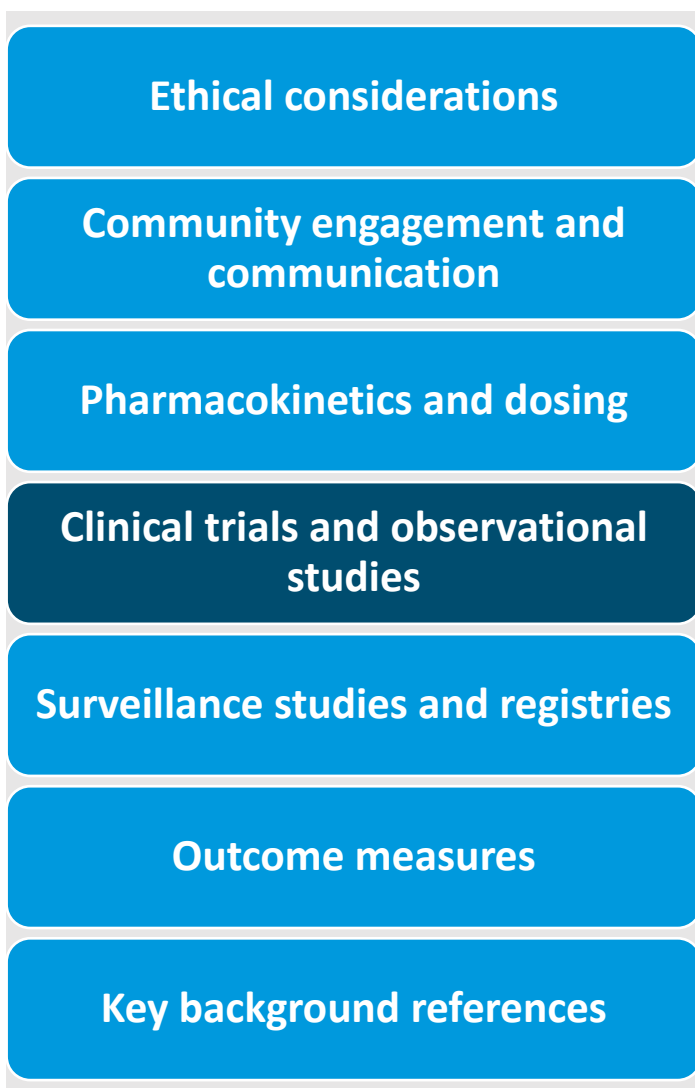 Ethical considerations
Community engagement and
communication
Pharmacokinetics and dosing
Clinical trials and observational
studies
Surveillance studies and registries
Outcome measures
Key background references